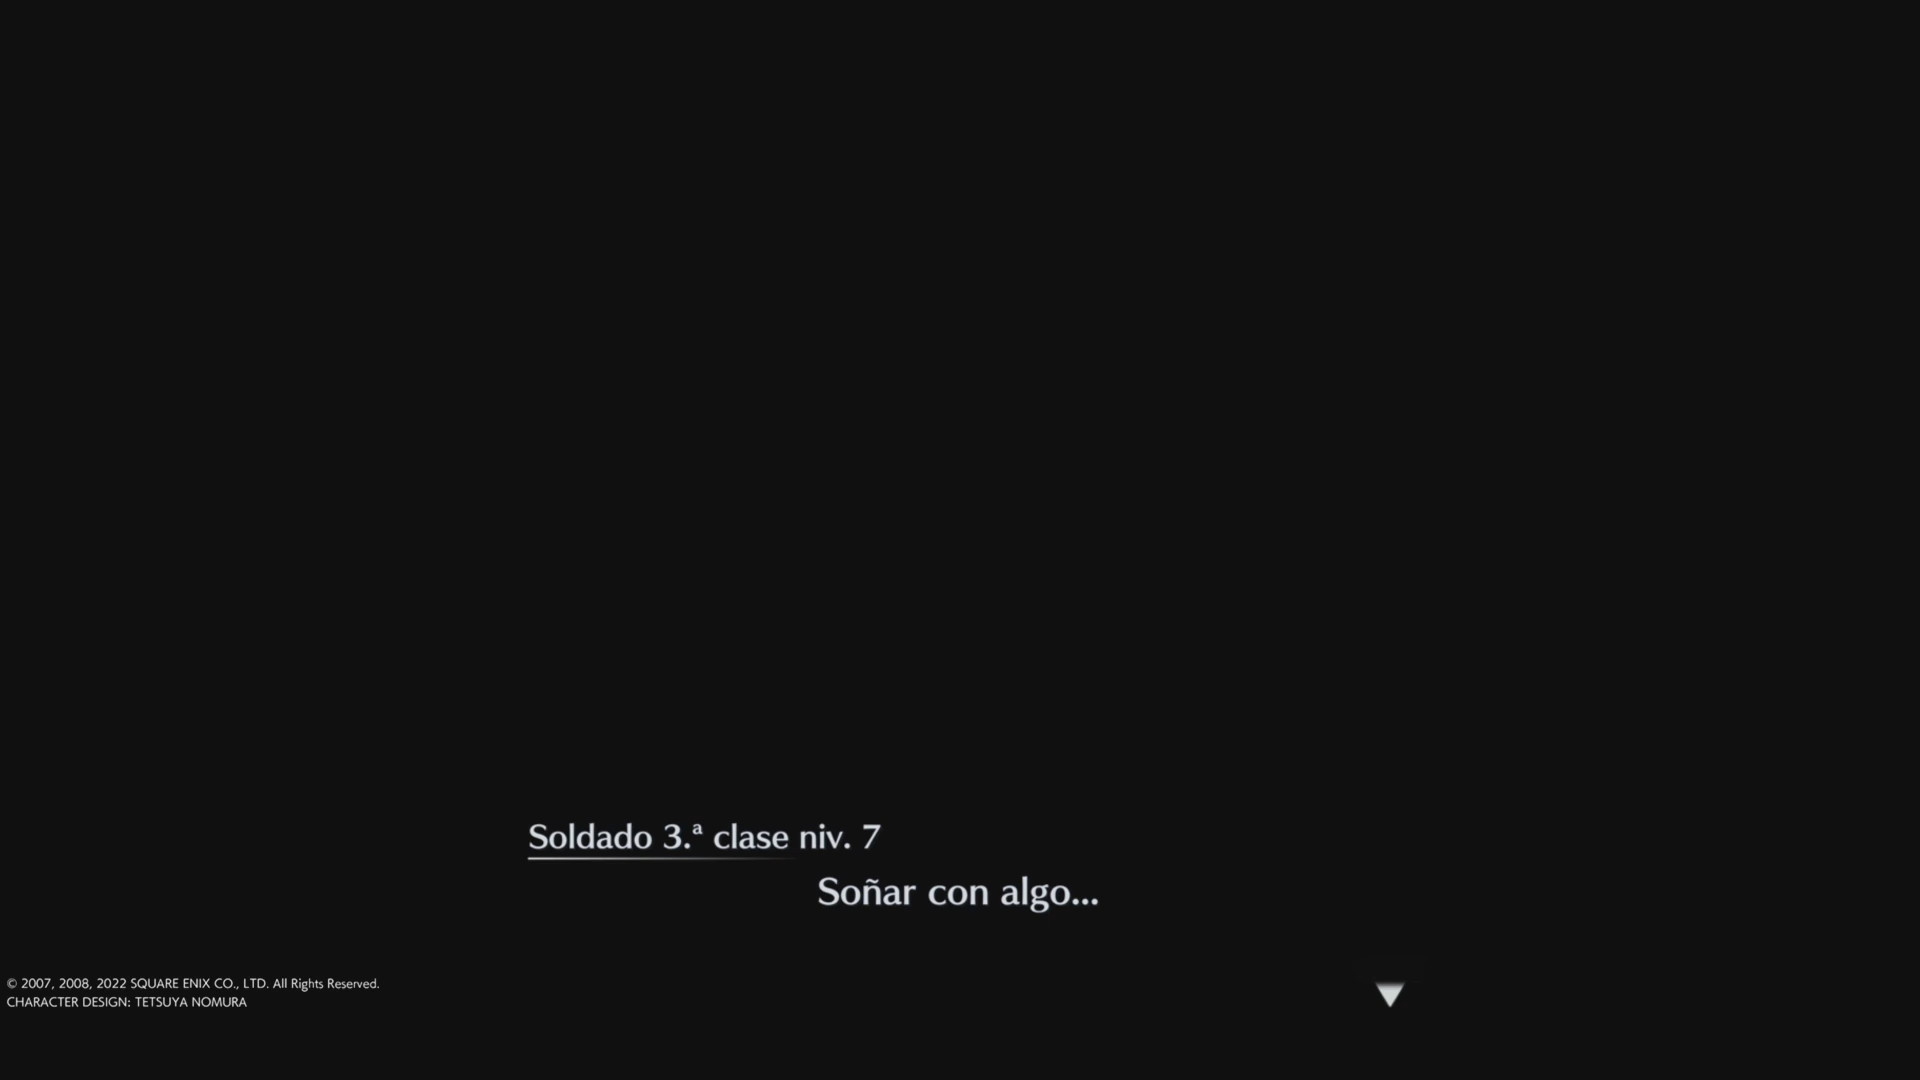 Soldado 3.ª clase niv. 7
Soñar con algo...
© 2007, 2008, 2022 SQUARE ENIX CO., LTD. All Rights Reserved.
CHARACTER DESIGN: TETSUYA NOMURA